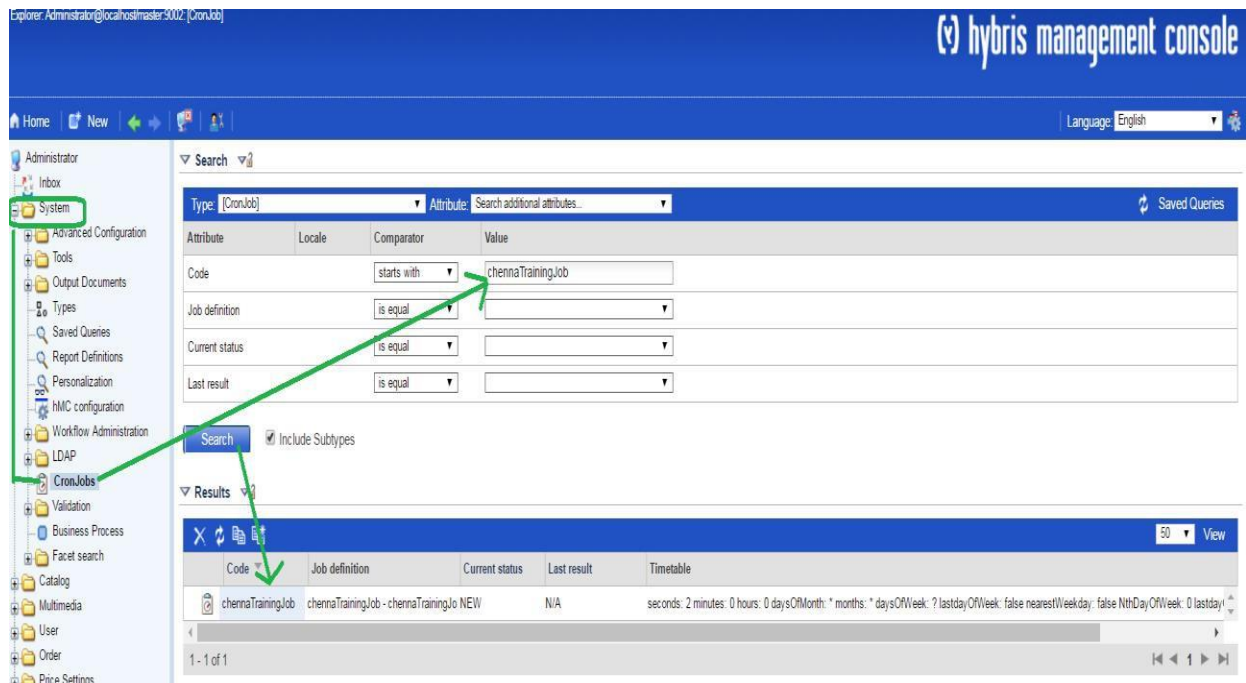 Explorer: Administrator@localhost/master:9002: [CronJob]
(y) hybris management console
Home New
Language: English
Administrator
Inbox
System
Advanced Configuration
Tools
Output Documents
Types
Saved Queries
Report Definitions
Personalization
hMC configuration
Workflow Administration
LDAP
CronJobs
Validation
Business Process
Facet search
Catalog
Multimedia
User
Order
Price Settings
Search
Type: [CronJob] Attribute: Search additional attributes... Saved Queries
Attribute Locale Comparator Value
Code starts with chennaTrainingJob
Job definition is equal
Current status is equal
Last result is equal
Search Include Subtypes
Results
50 View
Code Job definition Current status Last result Timetable
chennaTrainingJob chennaTrainingJob - chennaTrainingJo NEW N/A seconds: 2 minutes: 0 hours: 0 daysOfMonth: * months: * daysOfWeek: ? lastdayOfWeek: false nearestWeekday: false NthDayOfWeek: 0 lastday
1 - 1 of 1 1